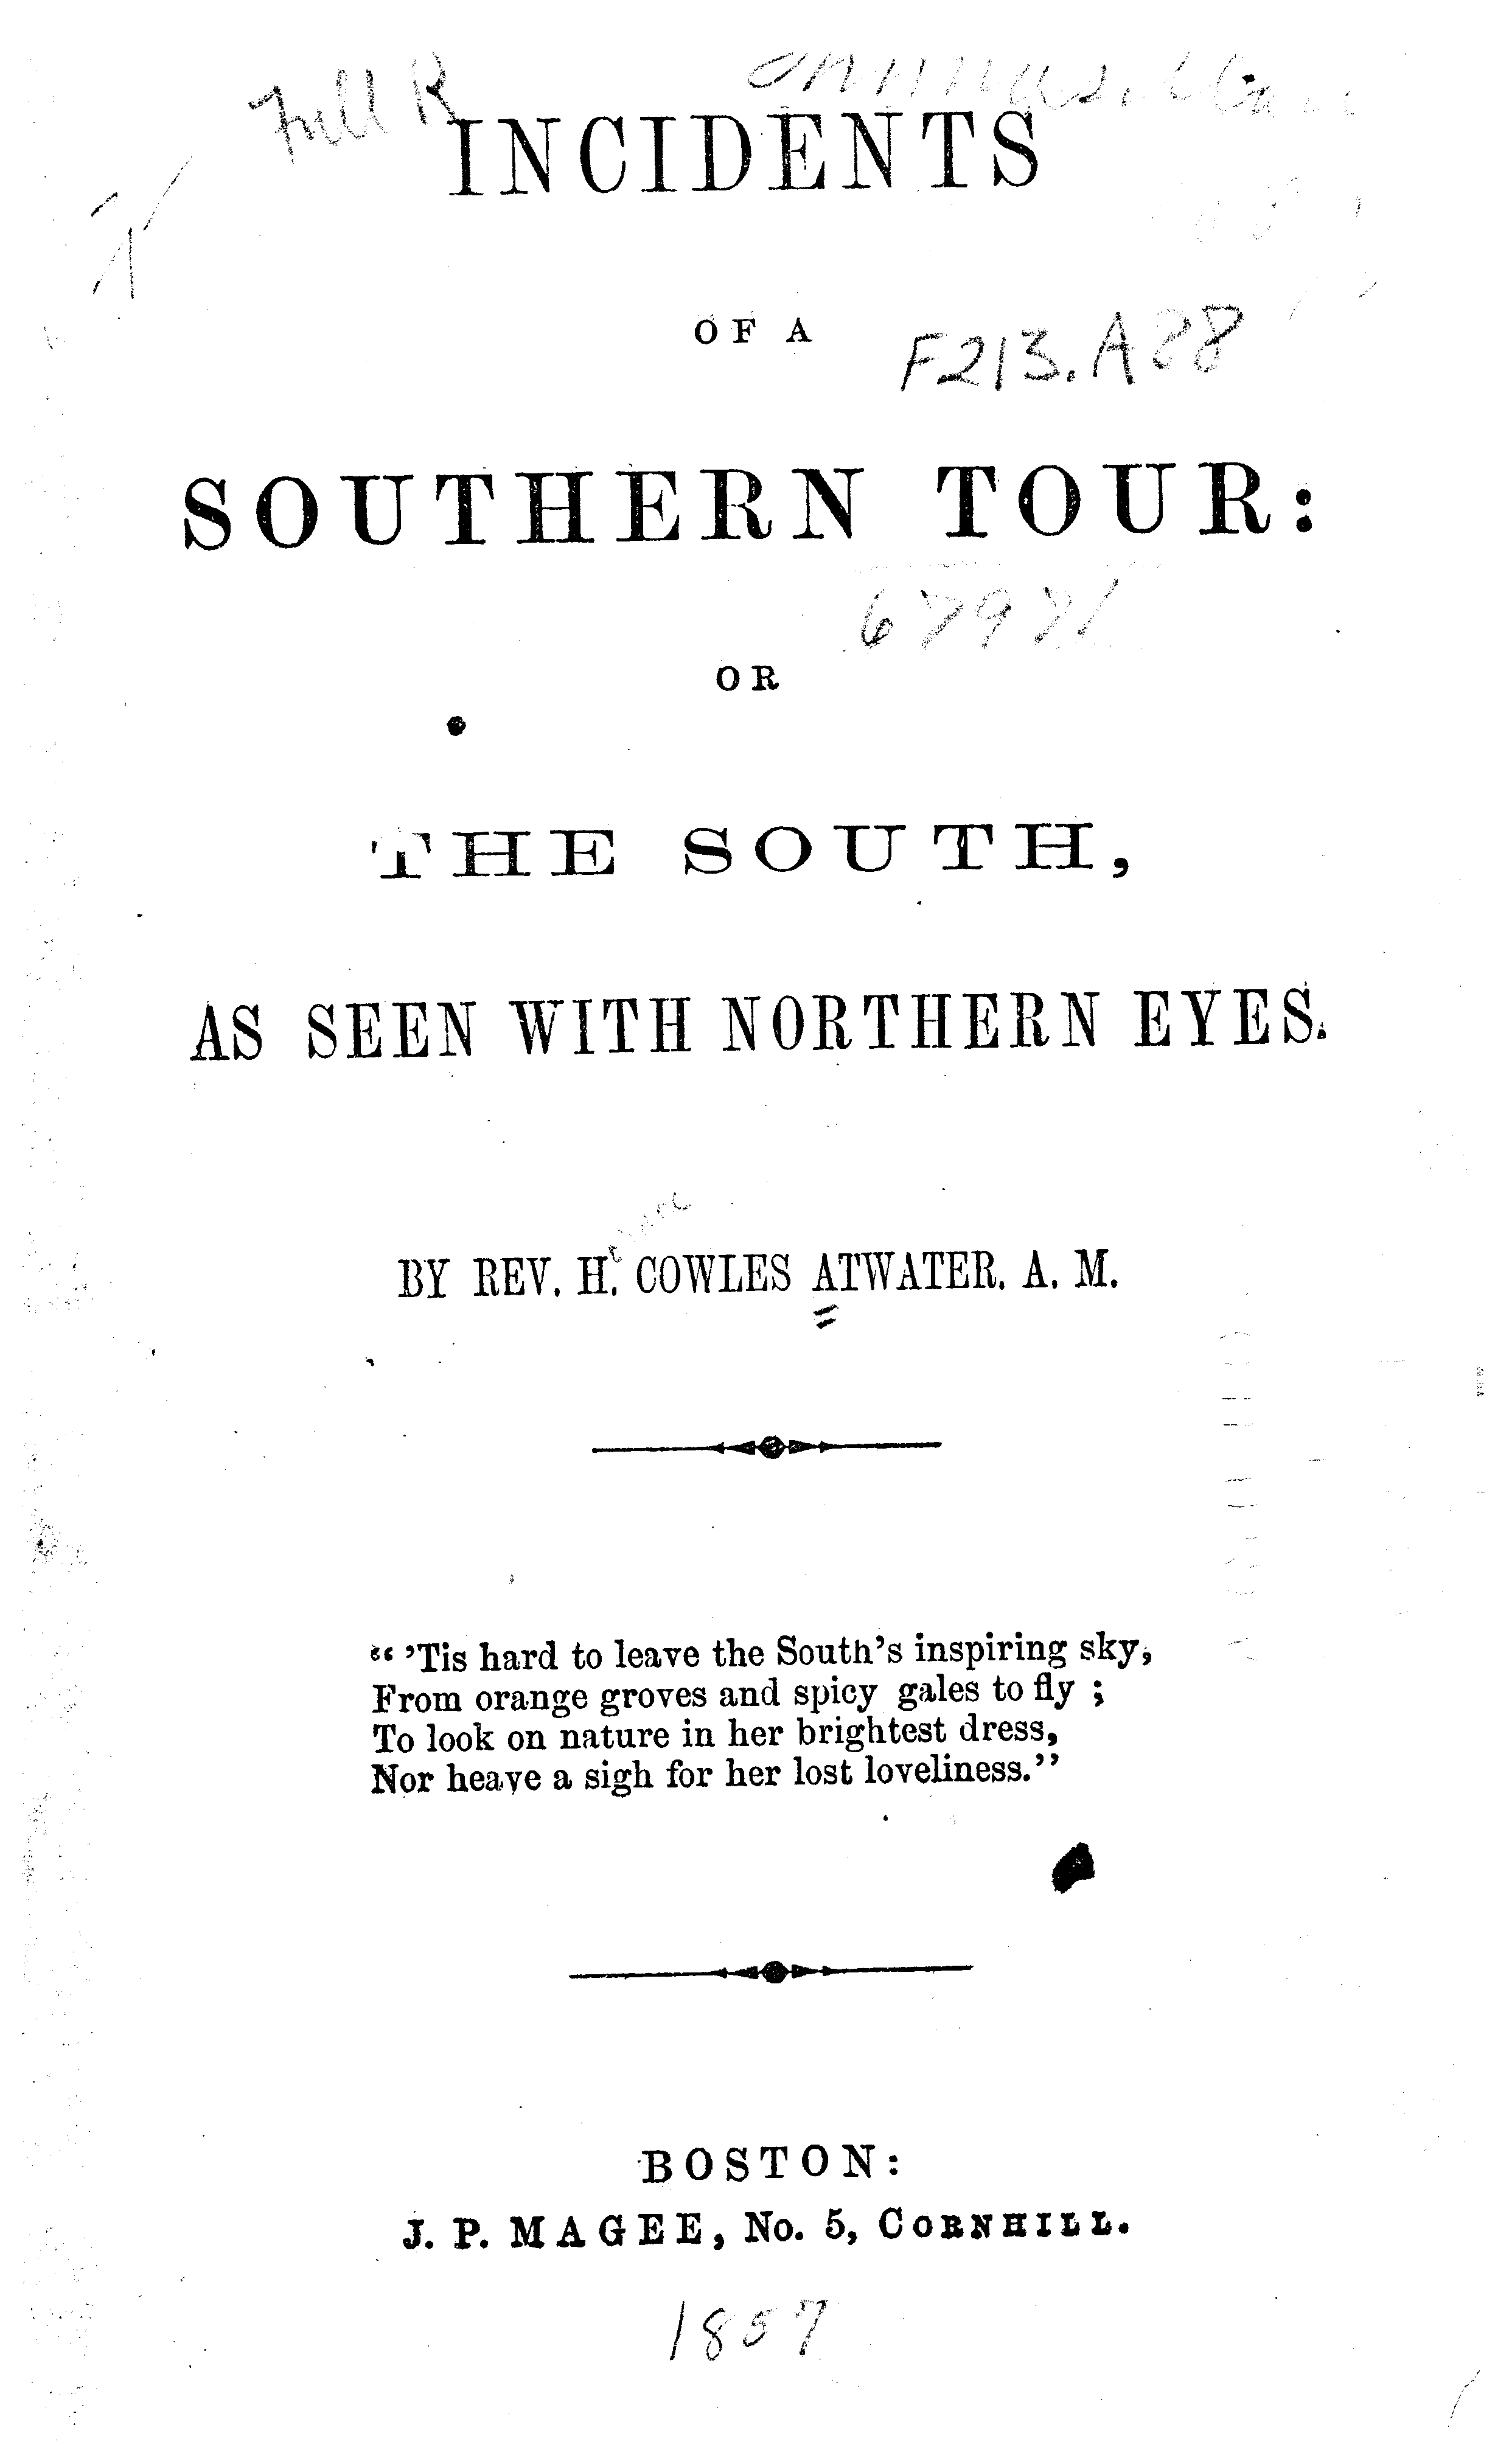 Full R
INCIDENTS
OF A
F213.A88
SOUTHERN TOUR:
67971
OR
THE SOUTH,
AS SEEN WITH NORTHERN EYES.
BY REV. H. COWLES ATWATER, A. M.
“ ’Tis hard to leave the South’s inspiring sky,
From orange groves and spicy gales to fly ;
To look on nature in her brightest dress,
Nor heave a sigh for her lost loveliness.”
BOSTON:
J. P. MAGEE, No. 5, CORNHILL.
1857